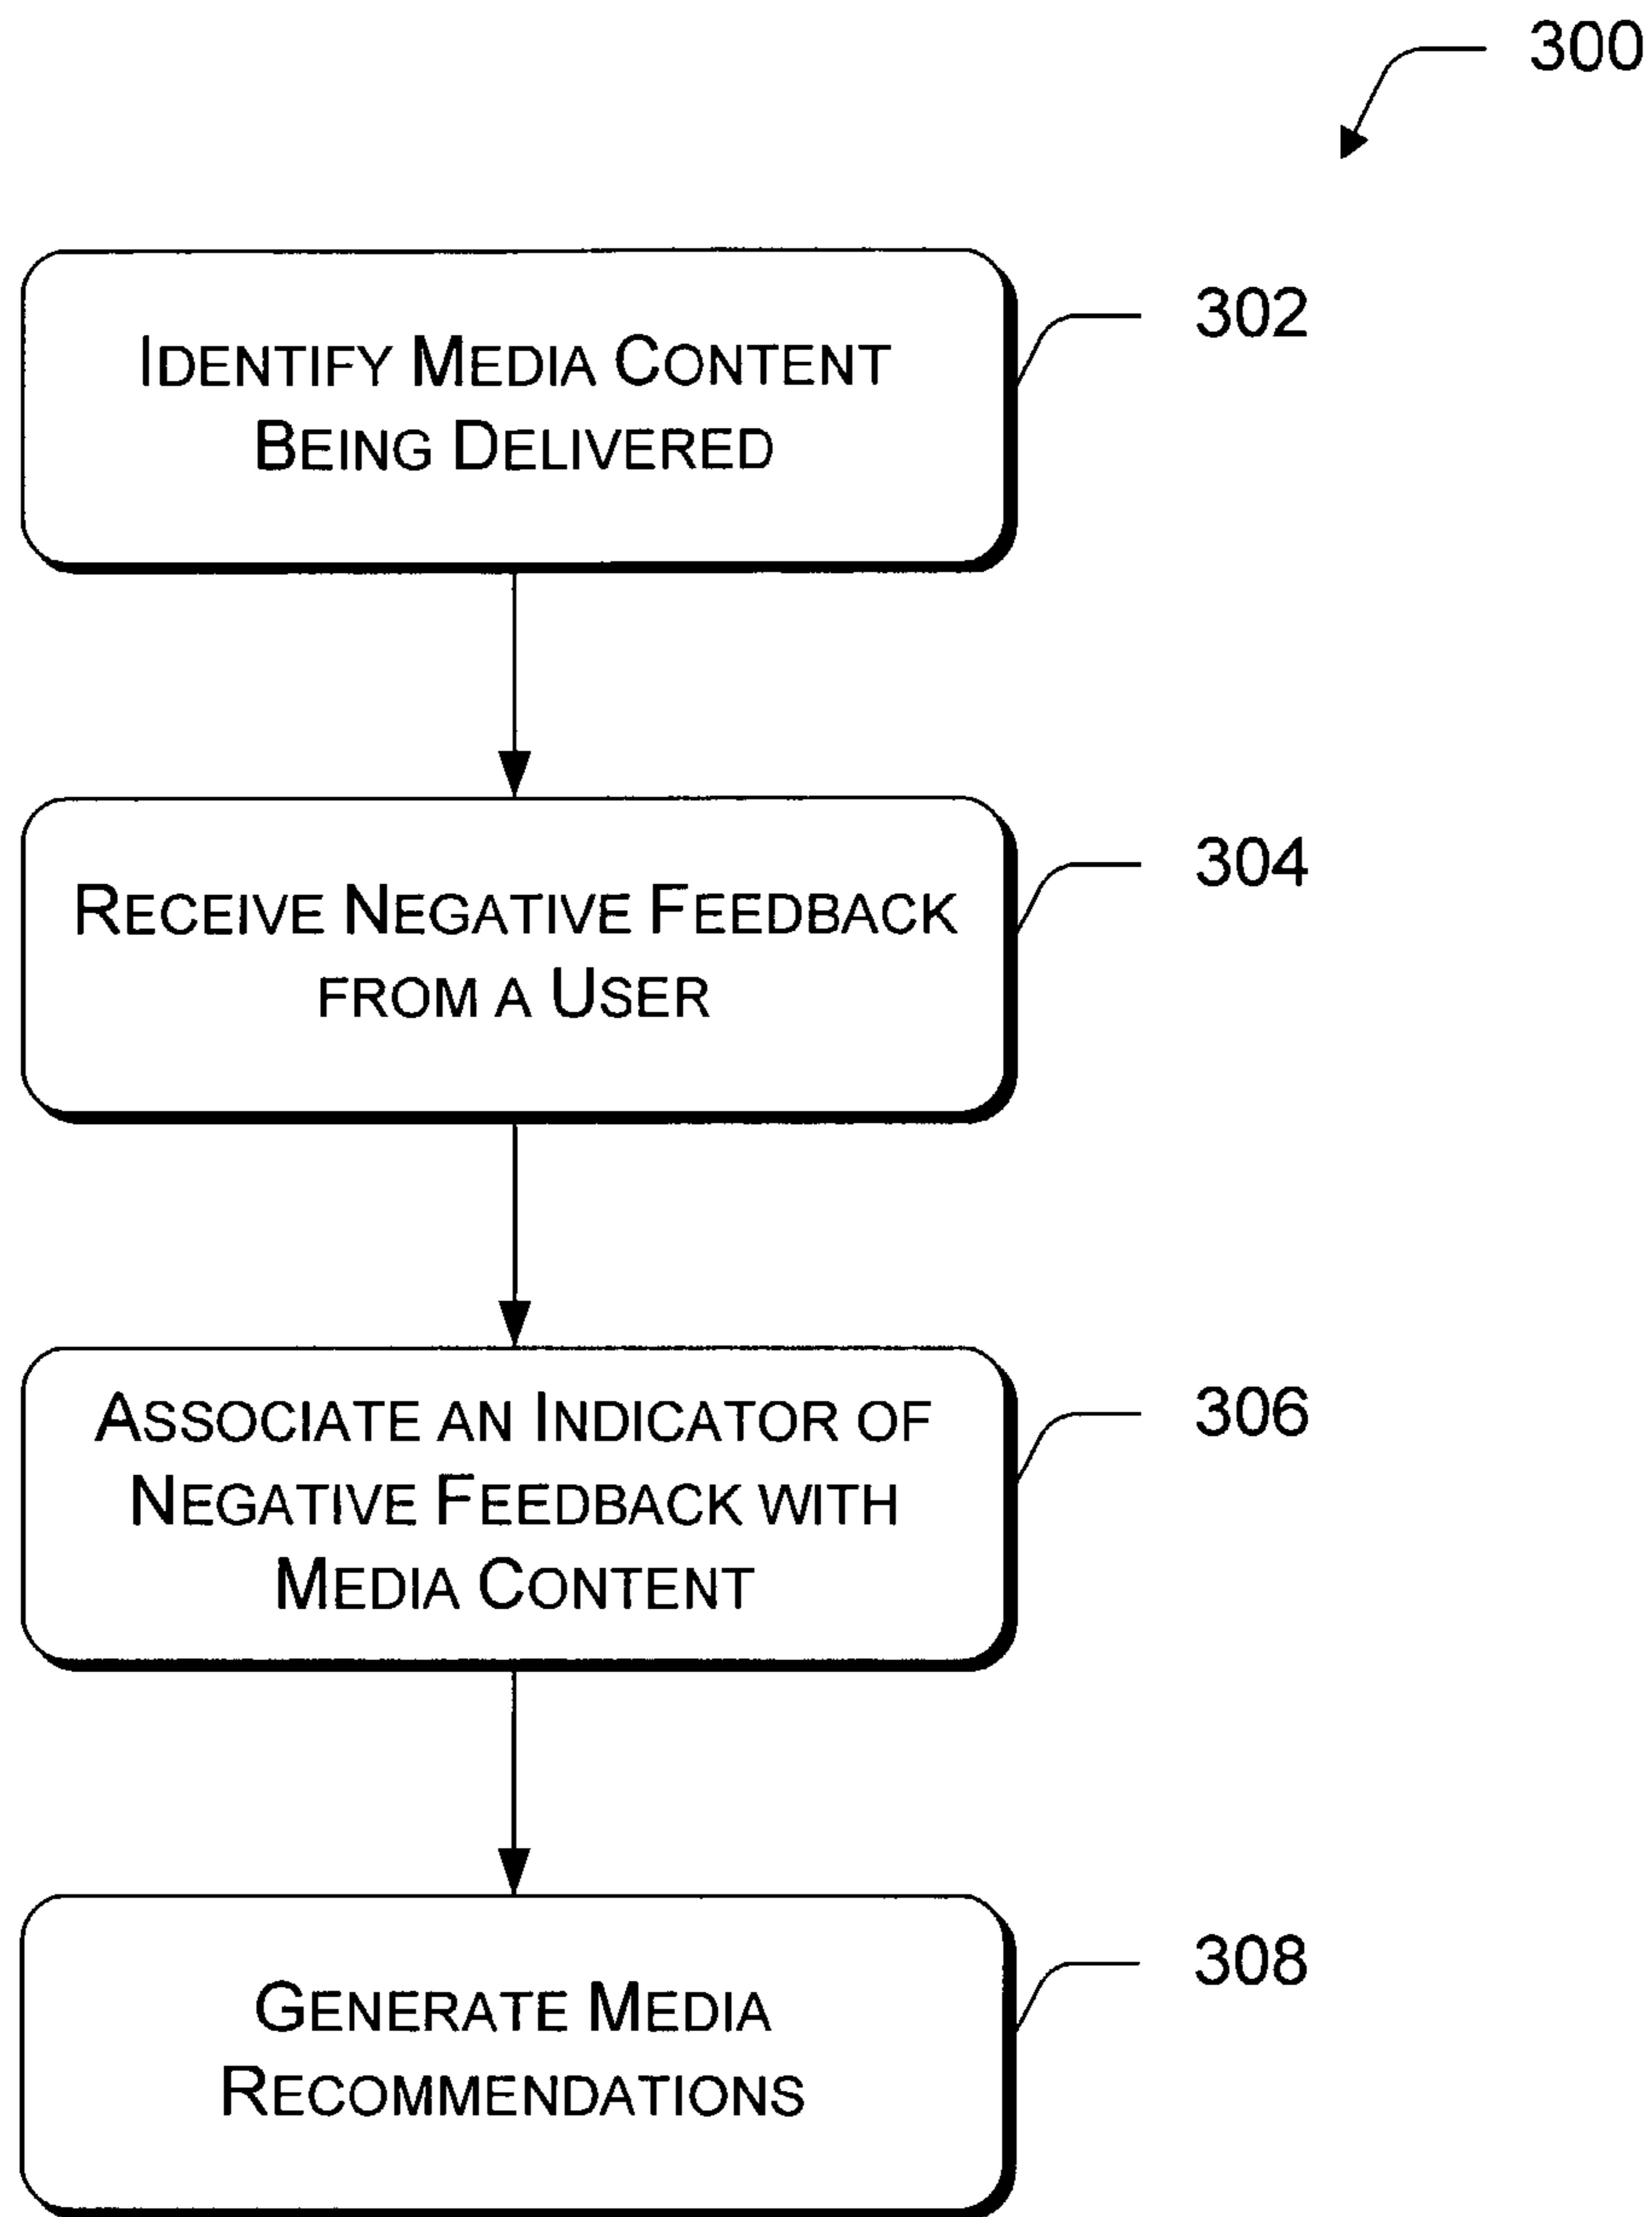 300
IDENTIFY MEDIA CONTENT
BEING DELIVERED
302
RECEIVE NEGATIVE FEEDBACK
FROM A USER
304
ASSOCIATE AN INDICATOR OF
NEGATIVE FEEDBACK WITH
MEDIA CONTENT
306
GENERATE MEDIA
RECOMMENDATIONS
308